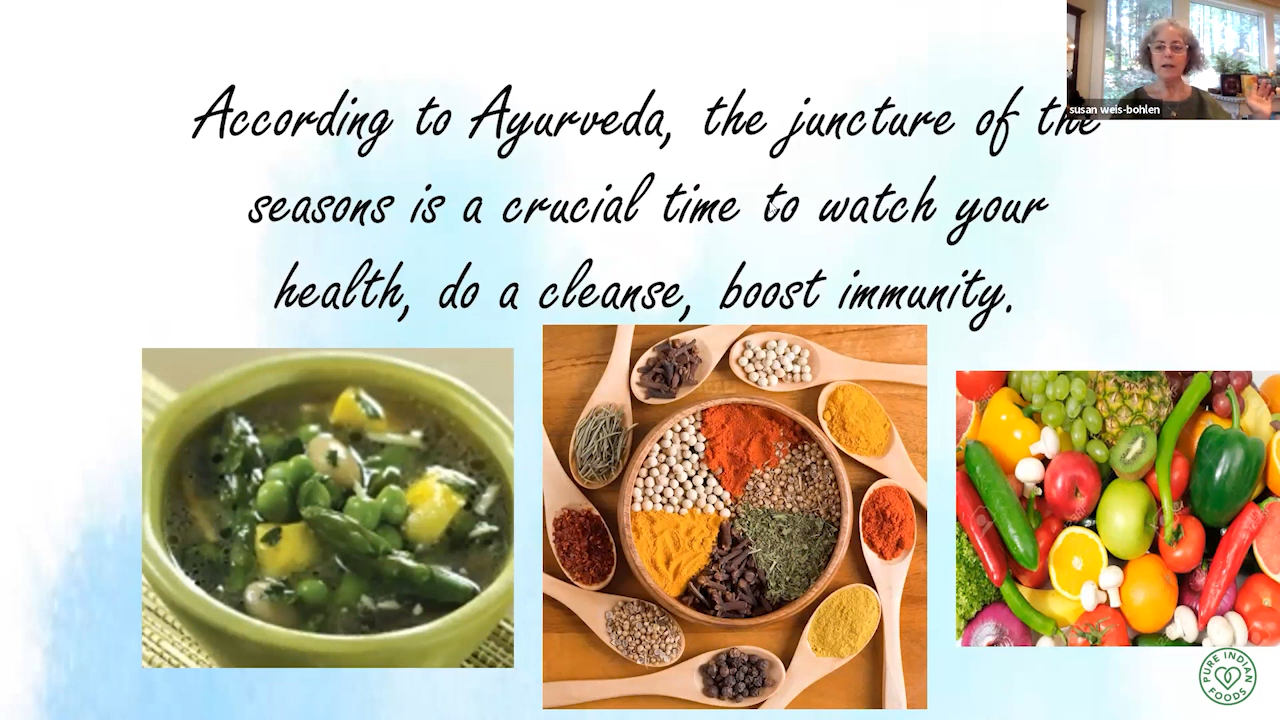 According to Ayurveda, the juncture of the
seasons is a crucial time to watch your
health, do a cleanse, boost immunity.
susan weis-bohlen
PURE INDIAN FOODS